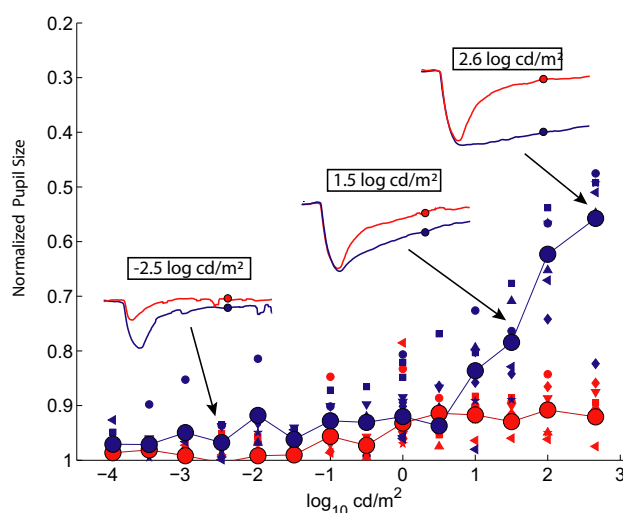 0.2
0.3
0.4
0.5
0.6
0.7
0.8
0.9
1
Normalized Pupil Size
2.6 log cd/m²
1.5 log cd/m²
-2.5 log cd/m²
−4 −3 −2 −1 0 1 2 3
log10 cd/m2